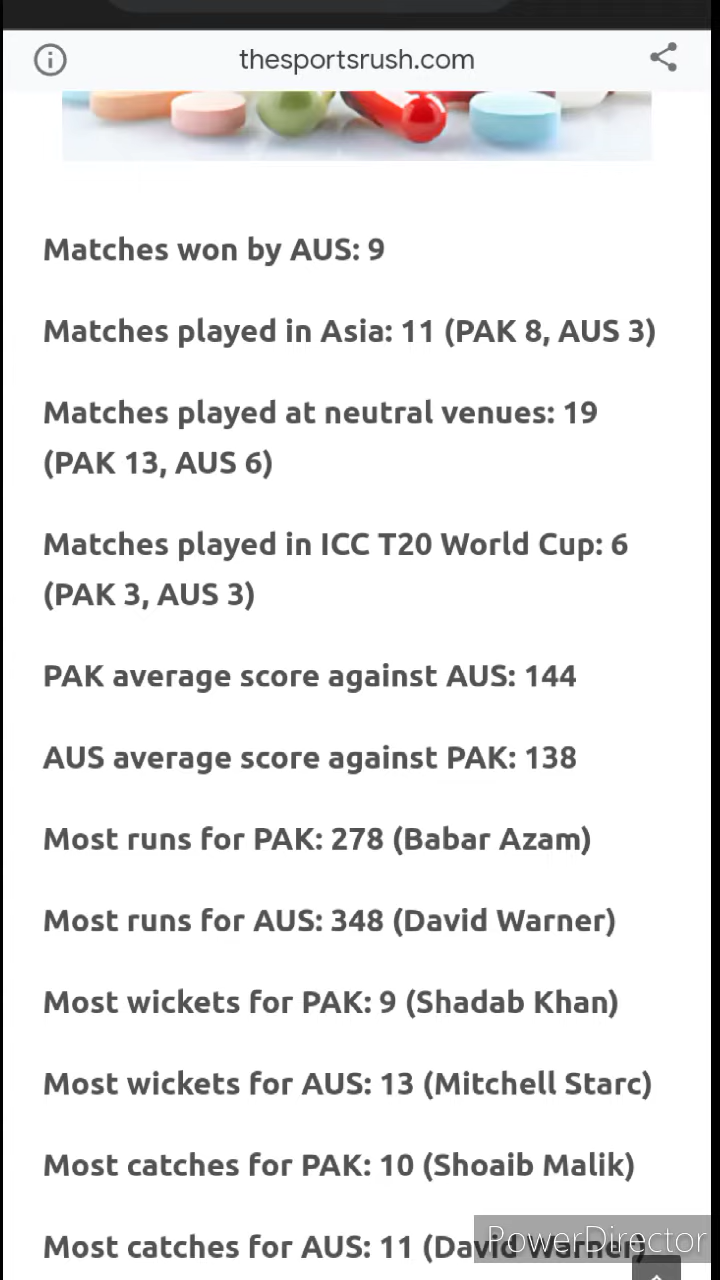 thesportsrush.com
Matches won by AUS: 9
Matches played in Asia: 11 (PAK 8, AUS 3)
Matches played at neutral venues: 19
(PAK 13, AUS 6)
Matches played in ICC T20 World Cup: 6
(PAK 3, AUS 3)
PAK average score against AUS: 144
AUS average score against PAK: 138
Most runs for PAK: 278 (Babar Azam)
Most runs for AUS: 348 (David Warner)
Most wickets for PAK: 9 (Shadab Khan)
Most wickets for AUS: 13 (Mitchell Starc)
Most catches for PAK: 10 (Shoaib Malik)
Most catches for AUS: 11 (David Warner)
PowerDirector